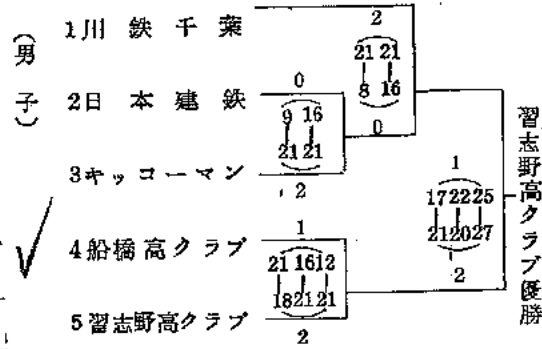 （男子）
1川鉄千葉
2日本建鉄
3キッコーマン
4船橋高クラブ
5習志野高クラブ
2
21 21
8 16
0
0
9 16
21 21
2
1
21 16 12
18 21 21
2
1
17 22 25
21 20 27
2
習志野高クラブ優勝